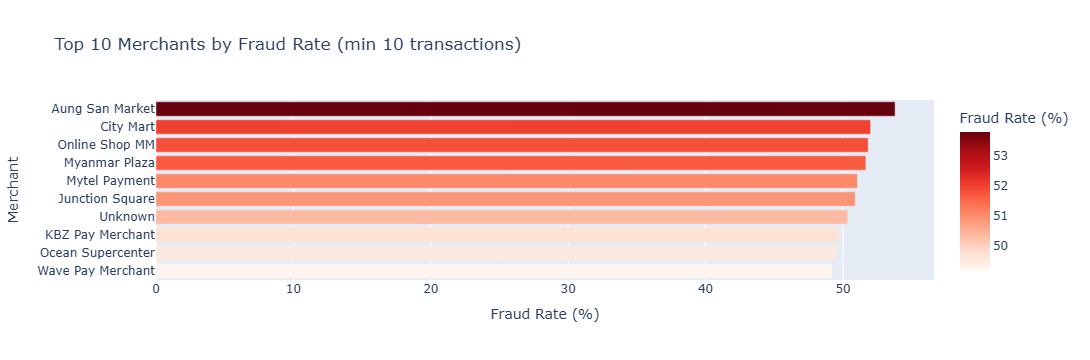 Top 10 Merchants by Fraud Rate (min 10 transactions)
Merchant
Aung San Market
City Mart
Online Shop MM
Myanmar Plaza
Mytel Payment
Junction Square
Unknown
KBZ Pay Merchant
Ocean Supercenter
Wave Pay Merchant
0 10 20 30 40 50
Fraud Rate (%)
Fraud Rate (%)
53
52
51
50